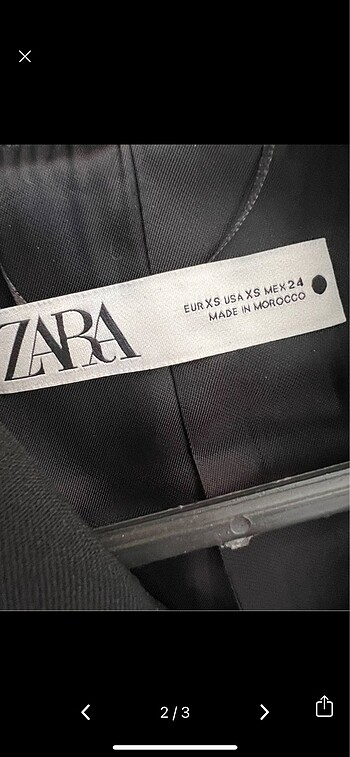 ZARA
EUR XS USA XS MEX 24
MADE IN MOROCCO
2/3